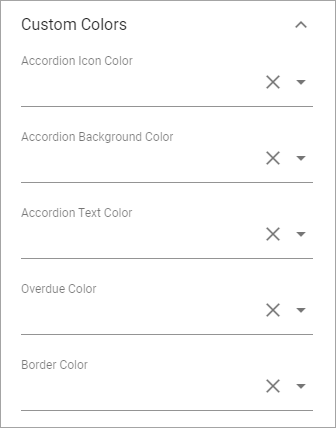 Custom Colors
Accordion Icon Color
Accordion Background Color
Accordion Text Color
Overdue Color
Border Color